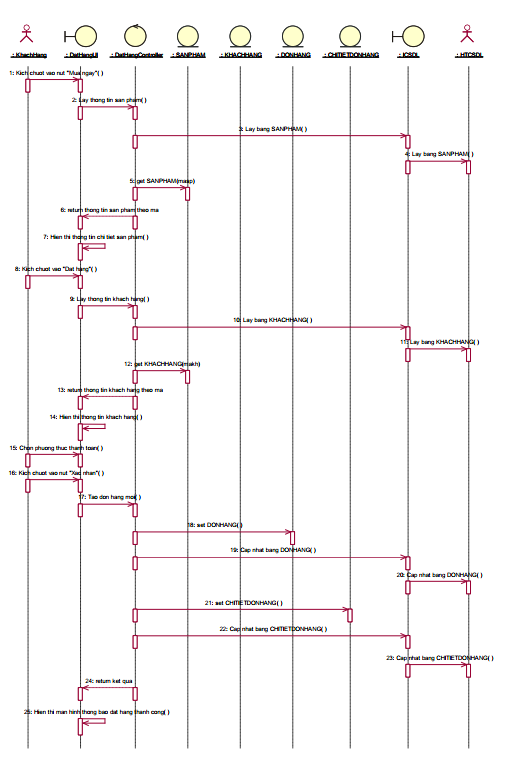 : KhachHang
: DatHangUI
: DatHangController
: SANPHAM
: KHACHHANG
: DONHANG
: CHITIETDONHANG
: ICSDL
: HTCSDL
1: Kich chuot vao nut "Mua ngay"( )
2: Lay thong tin san pham( )
3: Lay bang SANPHAM( )
4: Lay bang SANPHAM( )
5: get SANPHAM(masp)
6: return thong tin san pham theo ma
7: Hien thi thong tin chi tiet san pham( )
8: Kich chuot vao "Dat hang"( )
9: Lay thong tin khach hang( )
10: Lay bang KHACHHANG( )
11: Lay bang KHACHHANG( )
12: get KHACHHANG(makh)
13: return thong tin khach hang theo ma
14: Hien thi thong tin khach hang( )
15: Chon phuong thuc thanh toan( )
16: Kich chuot vao nut "Xac nhan"( )
17: Tao don hang moi( )
18: set DONHANG( )
19: Cap nhat bang DONHANG( )
20: Cap nhat bang DONHANG( )
21: set CHITIETDONHANG( )
22: Cap nhat bang CHITIETDONHANG( )
23: Cap nhat bang CHITIETDONHANG( )
24: return ket qua
25: Hien thi man hinh thong bao dat hang thanh cong( )